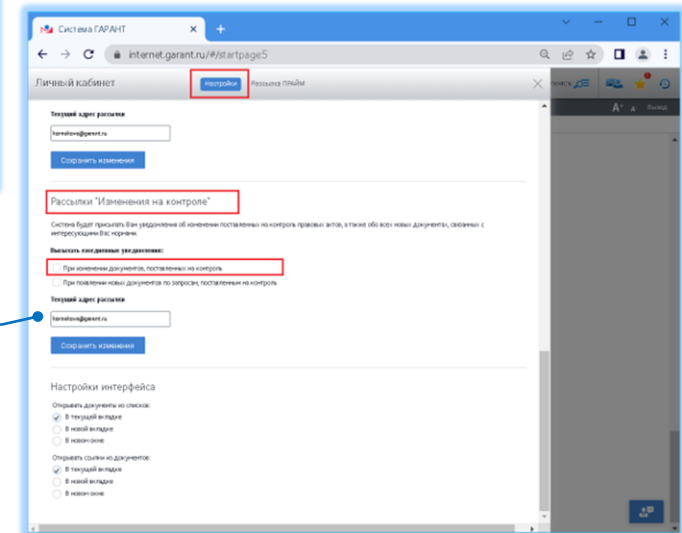 Система ГАРАНТ
internet.garant.ru/#/startpage5
Личный кабинет
Настройки
Рассылка ПРАЙМ
поиск
A+ A Выход
Текущий адрес рассылки
Сохранить изменения
Рассылки "Изменения на контроле"
Система будет присылать Вам уведомления об изменении поставленных на контроль правовых актов, а также обо всех новых документах, связанных с
интересующими Вас нормами.
Высылать ежедневные уведомления:
При изменении документов, поставленных на контроль
При появлении новых документов по запросам, поставленным на контроль
Текущий адрес рассылки
Сохранить изменения
Настройки интерфейса
Открывать документы из списков:
В текущей вкладке
В новой вкладке
В новом окне
Открывать ссылки из документов:
В текущей вкладке
В новой вкладке
В новом окне